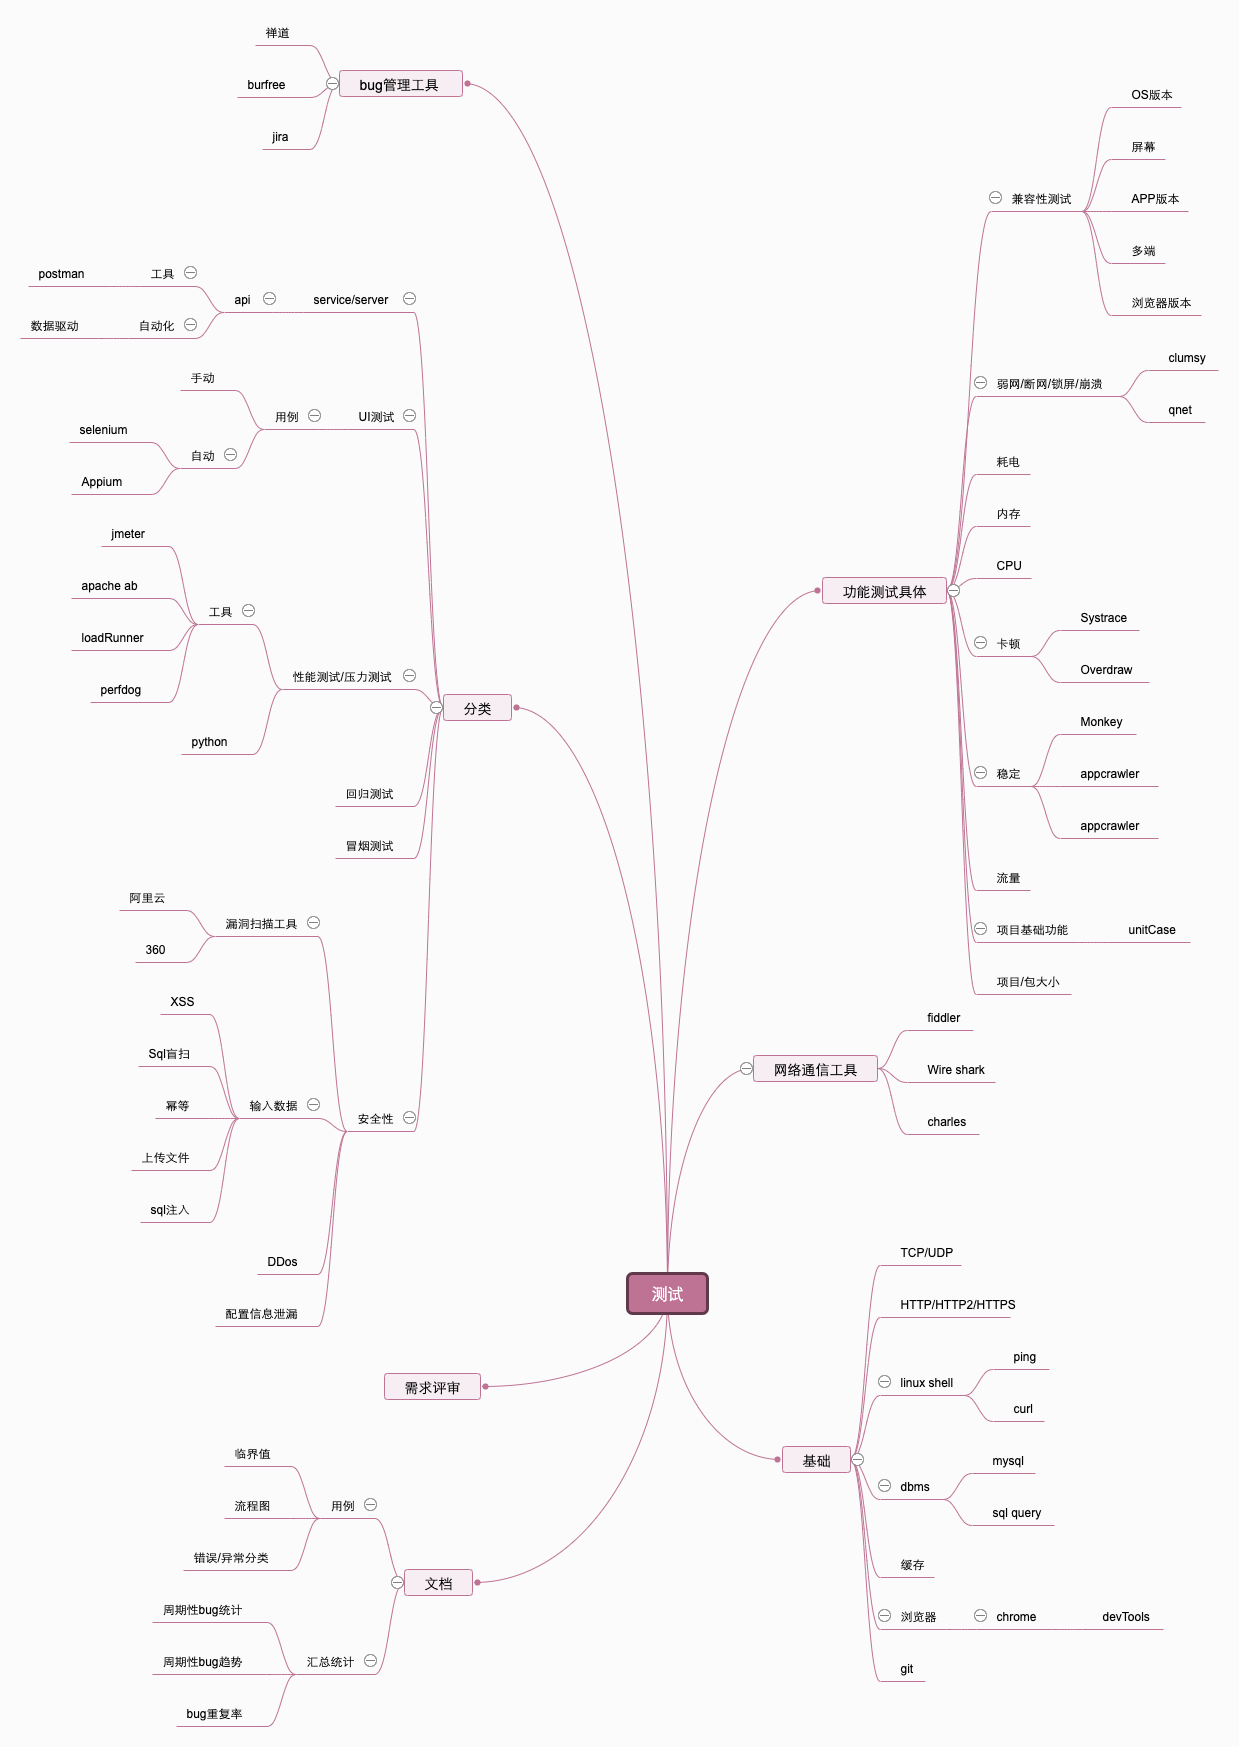 测试
bug管理工具
禅道
burfree
jira
分类
service/server
api
工具
postman
自动化
数据驱动
UI测试
用例
手动
自动
selenium
Appium
性能测试/压力测试
工具
jmeter
apache ab
loadRunner
perfdog
python
回归测试
冒烟测试
安全性
漏洞扫描工具
阿里云
360
输入数据
XSS
Sql盲扫
幂等
上传文件
sql注入
DDos
配置信息泄漏
需求评审
文档
用例
临界值
流程图
错误/异常分类
汇总统计
周期性bug统计
周期性bug趋势
bug重复率
功能测试具体
兼容性测试
OS版本
屏幕
APP版本
多端
浏览器版本
弱网/断网/锁屏/崩溃
clumsy
qnet
耗电
内存
CPU
卡顿
Systrace
Overdraw
稳定
Monkey
appcrawler
appcrawler
流量
项目基础功能
unitCase
项目/包大小
网络通信工具
fiddler
Wire shark
charles
基础
TCP/UDP
HTTP/HTTP2/HTTPS
linux shell
ping
curl
dbms
mysql
sql query
缓存
浏览器
chrome
devTools
git